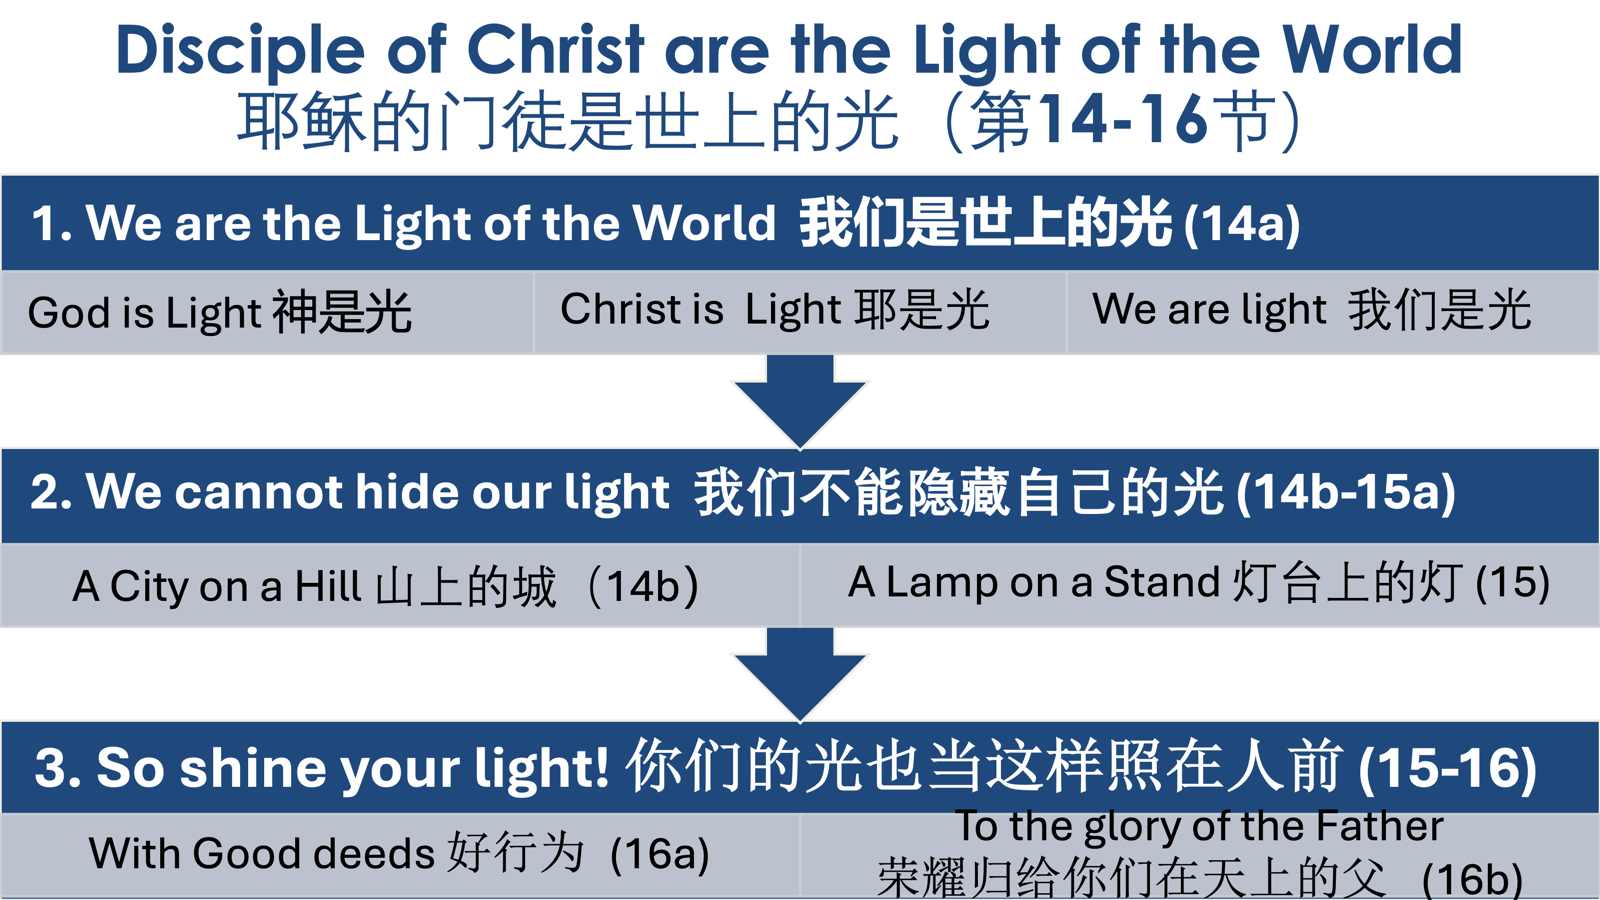 Disciple of Christ are the Light of the World
耶稣的门徒是世上的光（第14-16节）
1. We are the Light of the World 我们是世上的光 (14a)
God is Light 神是光
Christ is Light 耶是光
We are light 我们是光
2. We cannot hide our light 我们不能隐藏自己的光 (14b-15a)
A City on a Hill 山上的城（14b）
A Lamp on a Stand 灯台上的灯 (15)
3. So shine your light! 你们的光也当这样照在人前 (15-16)
With Good deeds 好行为 (16a)
To the glory of the Father
荣耀归给你们在天上的父 (16b)